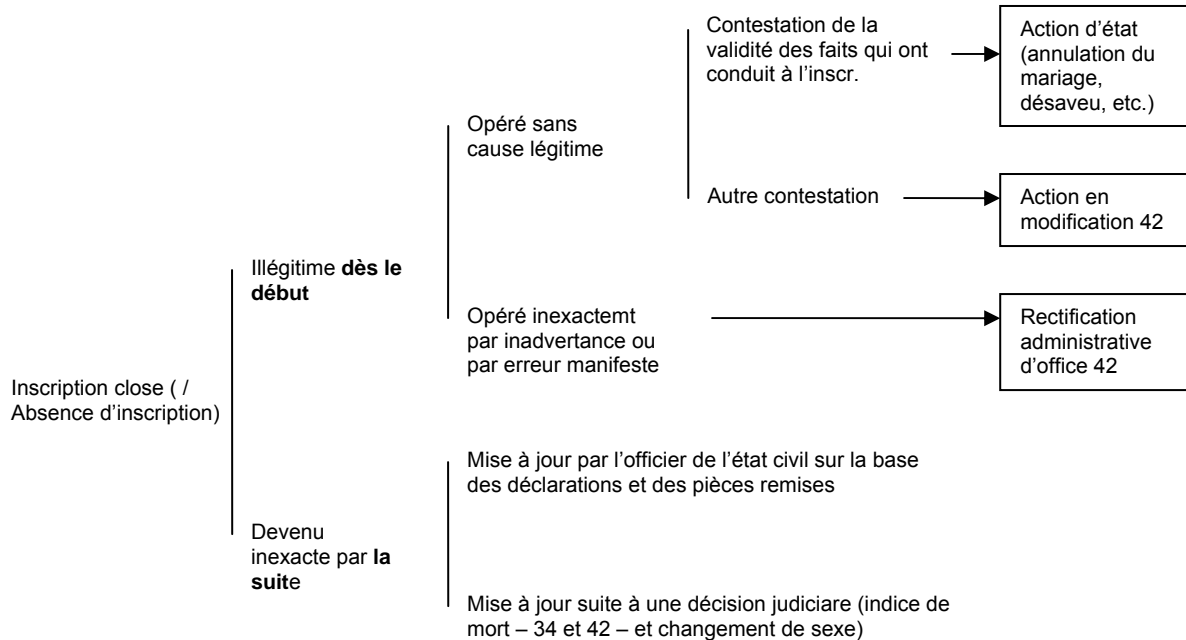 Contestation de la
validité des faits qui ont
conduit à l’inscr.
Action d’état
(annulation du
mariage,
désaveu, etc.)
Opéré sans
cause légitime
Autre contestation
Action en
modification 42
Illégitime dès le
début
Opéré inexactemt
par inadvertance ou
par erreur manifeste
Rectification
administrative
d’office 42
Inscription close ( /
Absence d’inscription)
Mise à jour par l’officier de l’état civil sur la base
des déclarations et des pièces remises
Devenu
inexacte par la
suite
Mise à jour suite à une décision judiciare (indice de
mort – 34 et 42 – et changement de sexe)